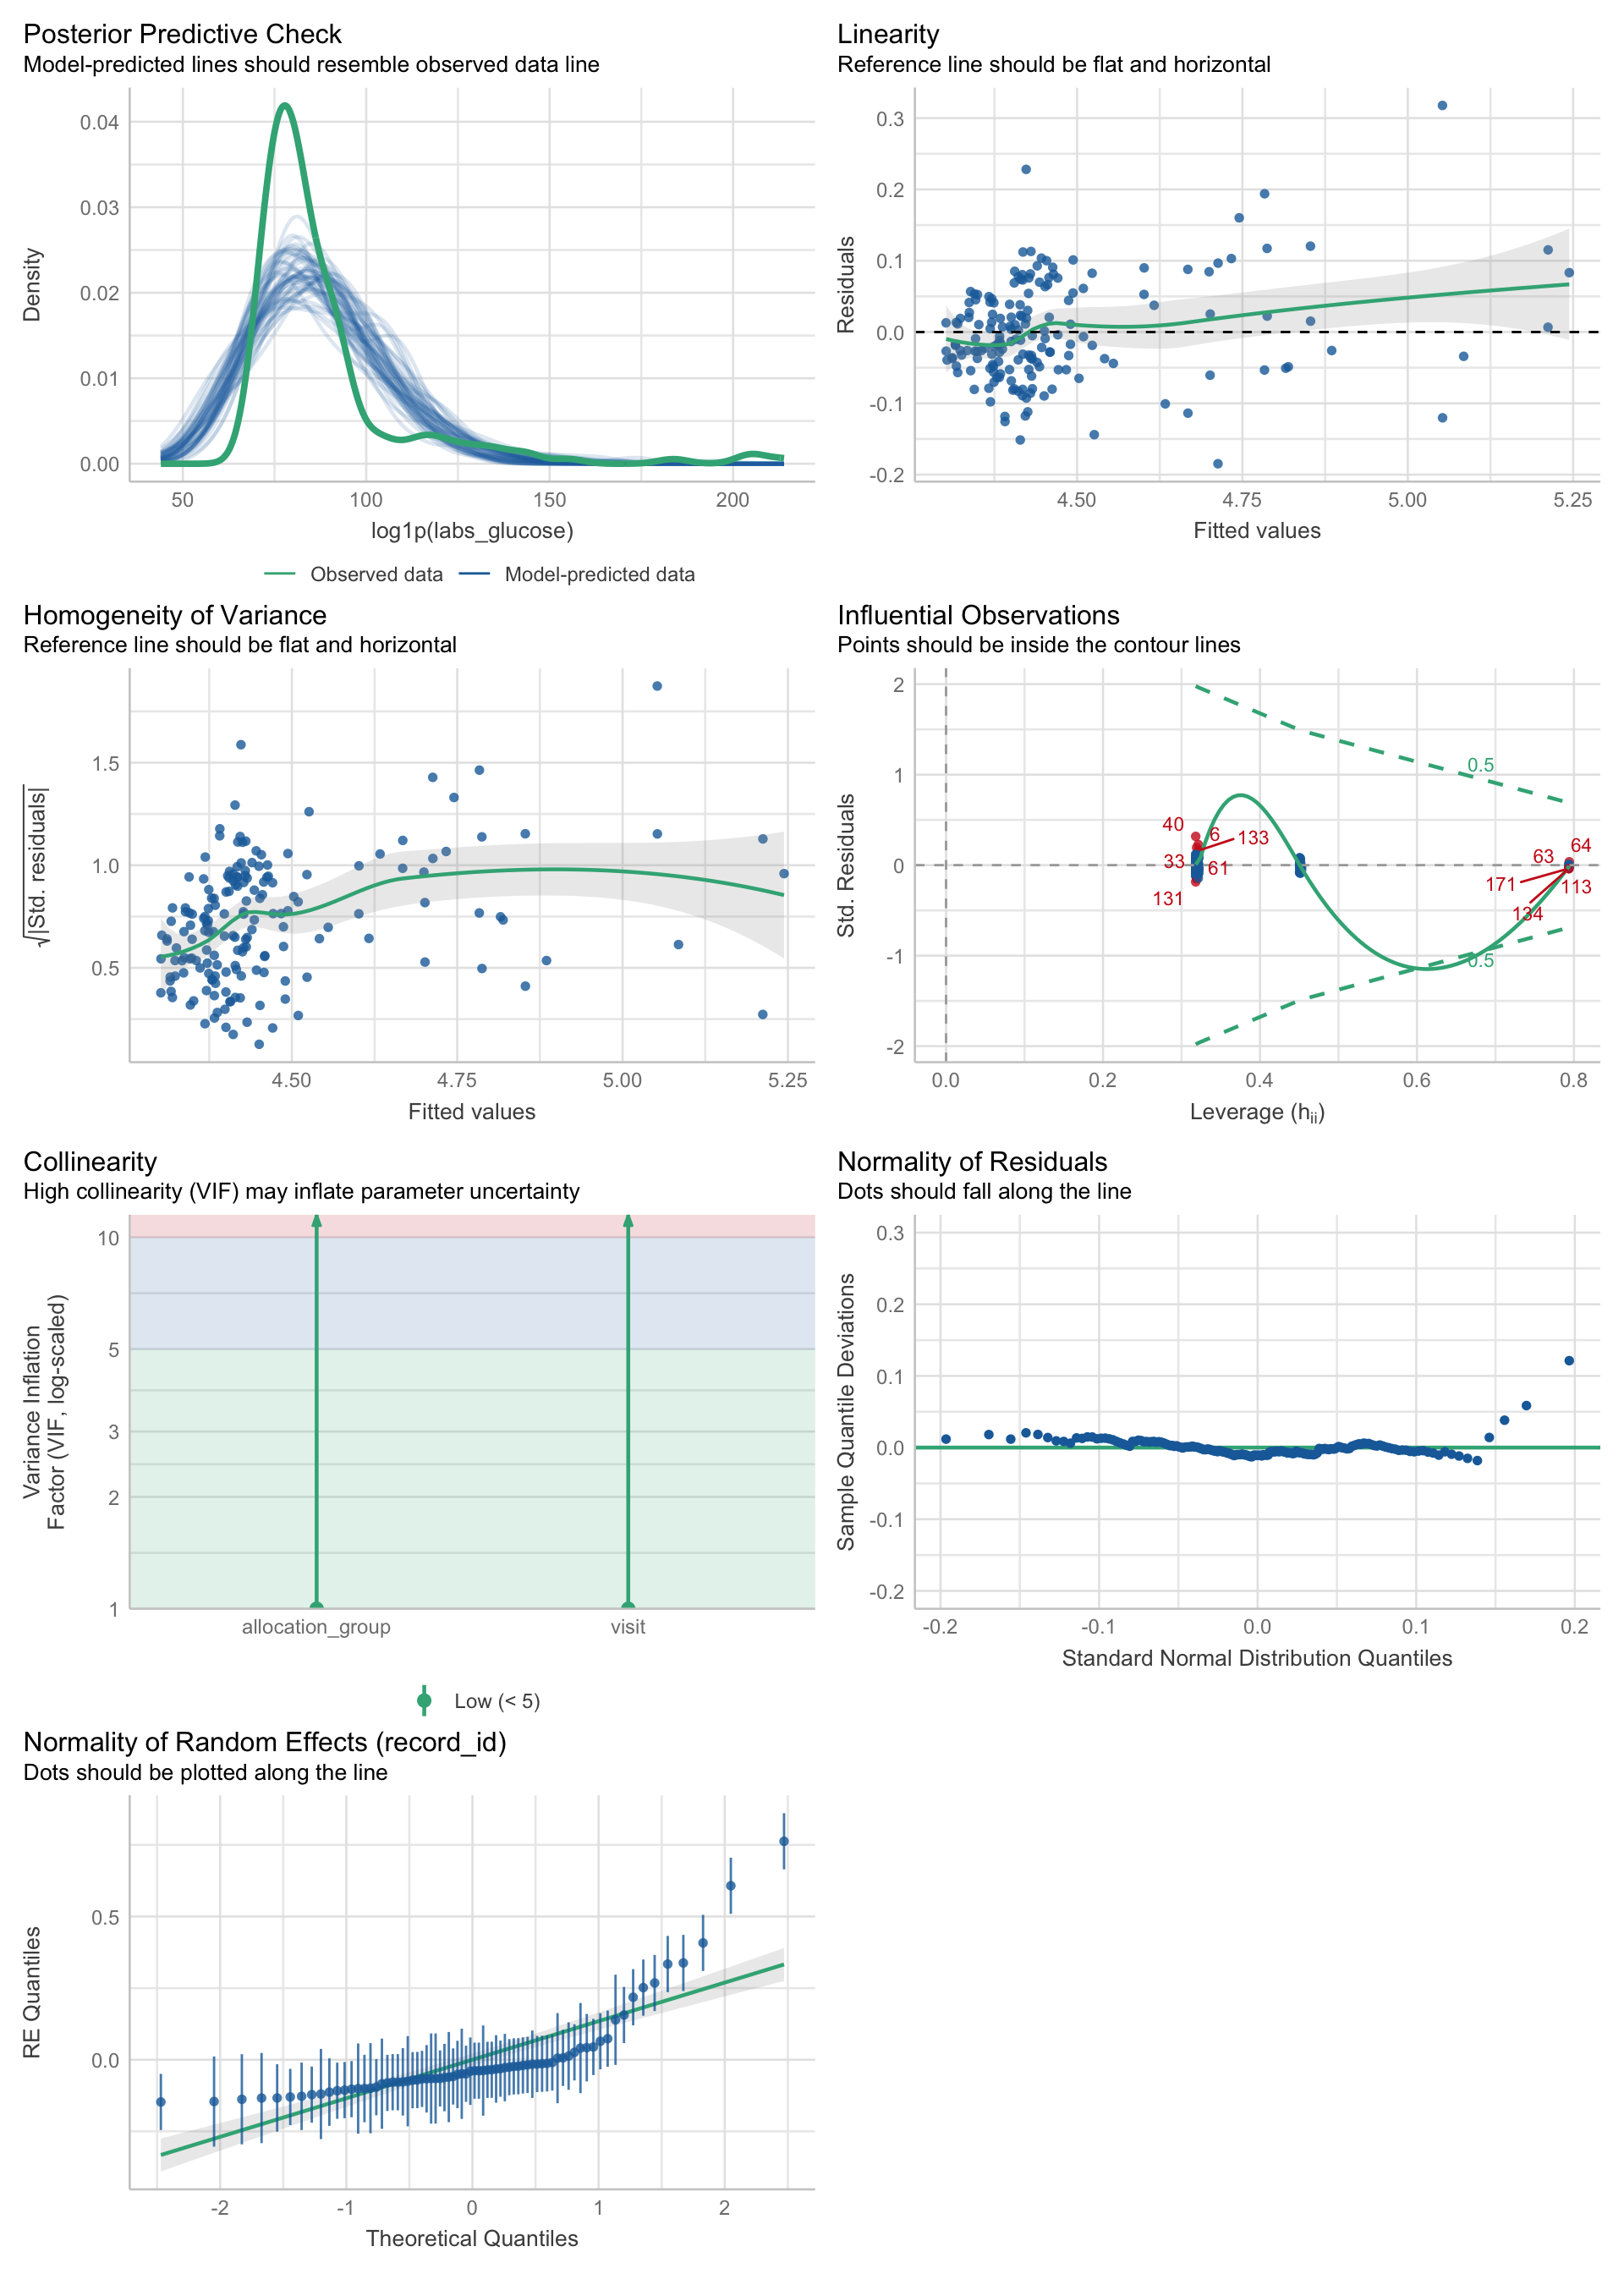 Posterior Predictive Check
Model-predicted lines should resemble observed data line
Density
0.04
0.03
0.02
0.01
0.00
50 100 150 200
log1p(labs_glucose)
Observed data Model-predicted data
Linearity
Reference line should be flat and horizontal
Residuals
0.3
0.2
0.1
0.0
-0.1
-0.2
4.50 4.75 5.00 5.25
Fitted values
Homogeneity of Variance
Reference line should be flat and horizontal
√|Std. residuals|
1.5
1.0
0.5
4.50 4.75 5.00 5.25
Fitted values
Influential Observations
Points should be inside the contour lines
Std. Residuals
2
1
0
-1
-2
0.5
40
6
133
33
61
131
64
63
171
113
134
0.5
0.0 0.2 0.4 0.6 0.8
Leverage (hii)
Collinearity
High collinearity (VIF) may inflate parameter uncertainty
Variance Inflation
Factor (VIF, log-scaled)
10
5
3
2
1
allocation_group visit
Low (< 5)
Normality of Residuals
Dots should fall along the line
Sample Quantile Deviations
0.3
0.2
0.1
0.0
-0.1
-0.2
-0.2 -0.1 0.0 0.1 0.2
Standard Normal Distribution Quantiles
Normality of Random Effects (record_id)
Dots should be plotted along the line
RE Quantiles
0.5
0.0
-2 -1 0 1 2
Theoretical Quantiles